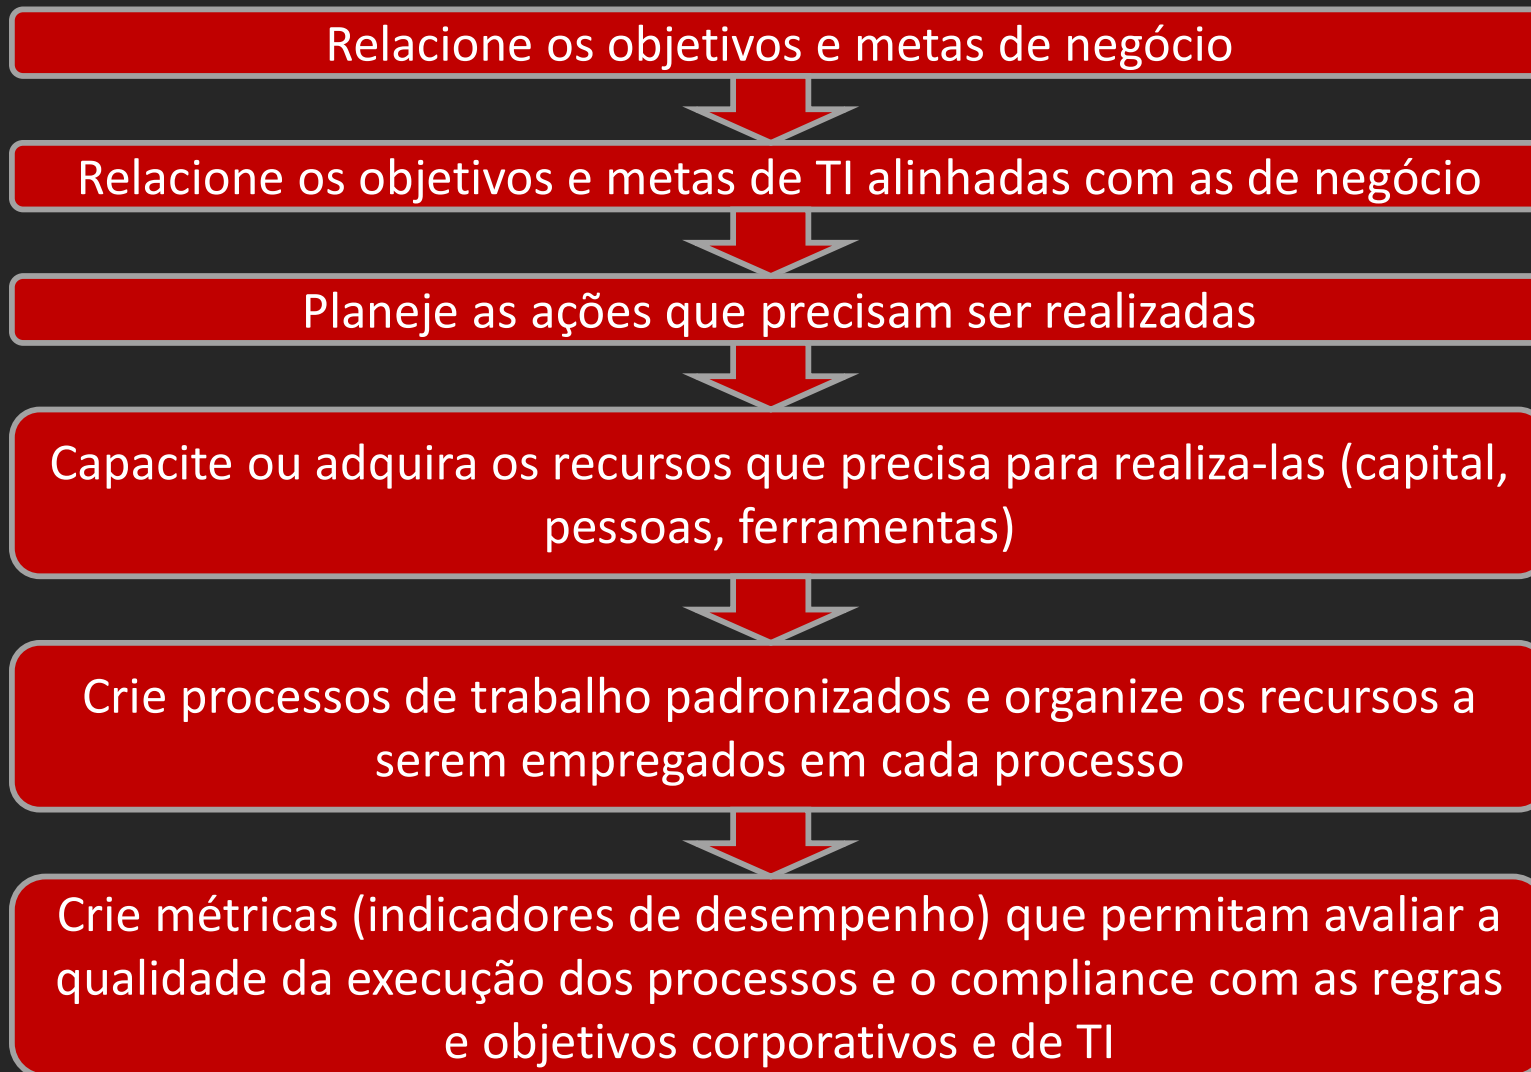 Relacione os objetivos e metas de negócio
Relacione os objetivos e metas de TI alinhadas com as de negócio
Planeje as ações que precisam ser realizadas
Capacite ou adquira os recursos que precisa para realiza-las (capital,
pessoas, ferramentas)
Crie processos de trabalho padronizados e organize os recursos a
serem empregados em cada processo
Crie métricas (indicadores de desempenho) que permitam avaliar a
qualidade da execução dos processos e o compliance com as regras
e objetivos corporativos e de TI